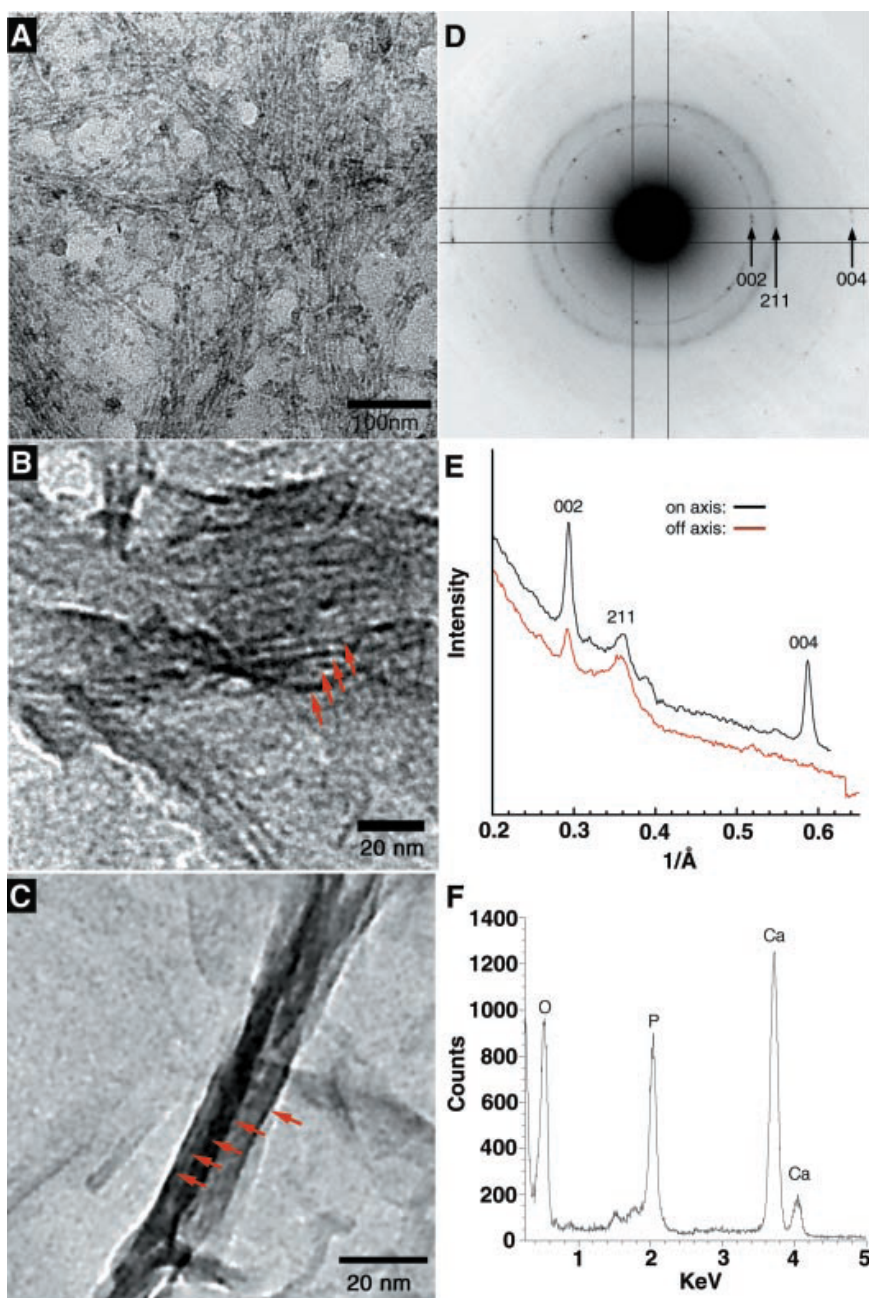 A
100nm
B
20 nm
C
20 nm
D
002
211
004
E
on axis:
off axis:
002
211
004
Intensity
0.2 0.3 0.4 0.5 0.6
1/Å
F
1400
1200
1000
800
600
400
200
0
Counts
O
P
Ca
Ca
1 2 3 4 5
KeV